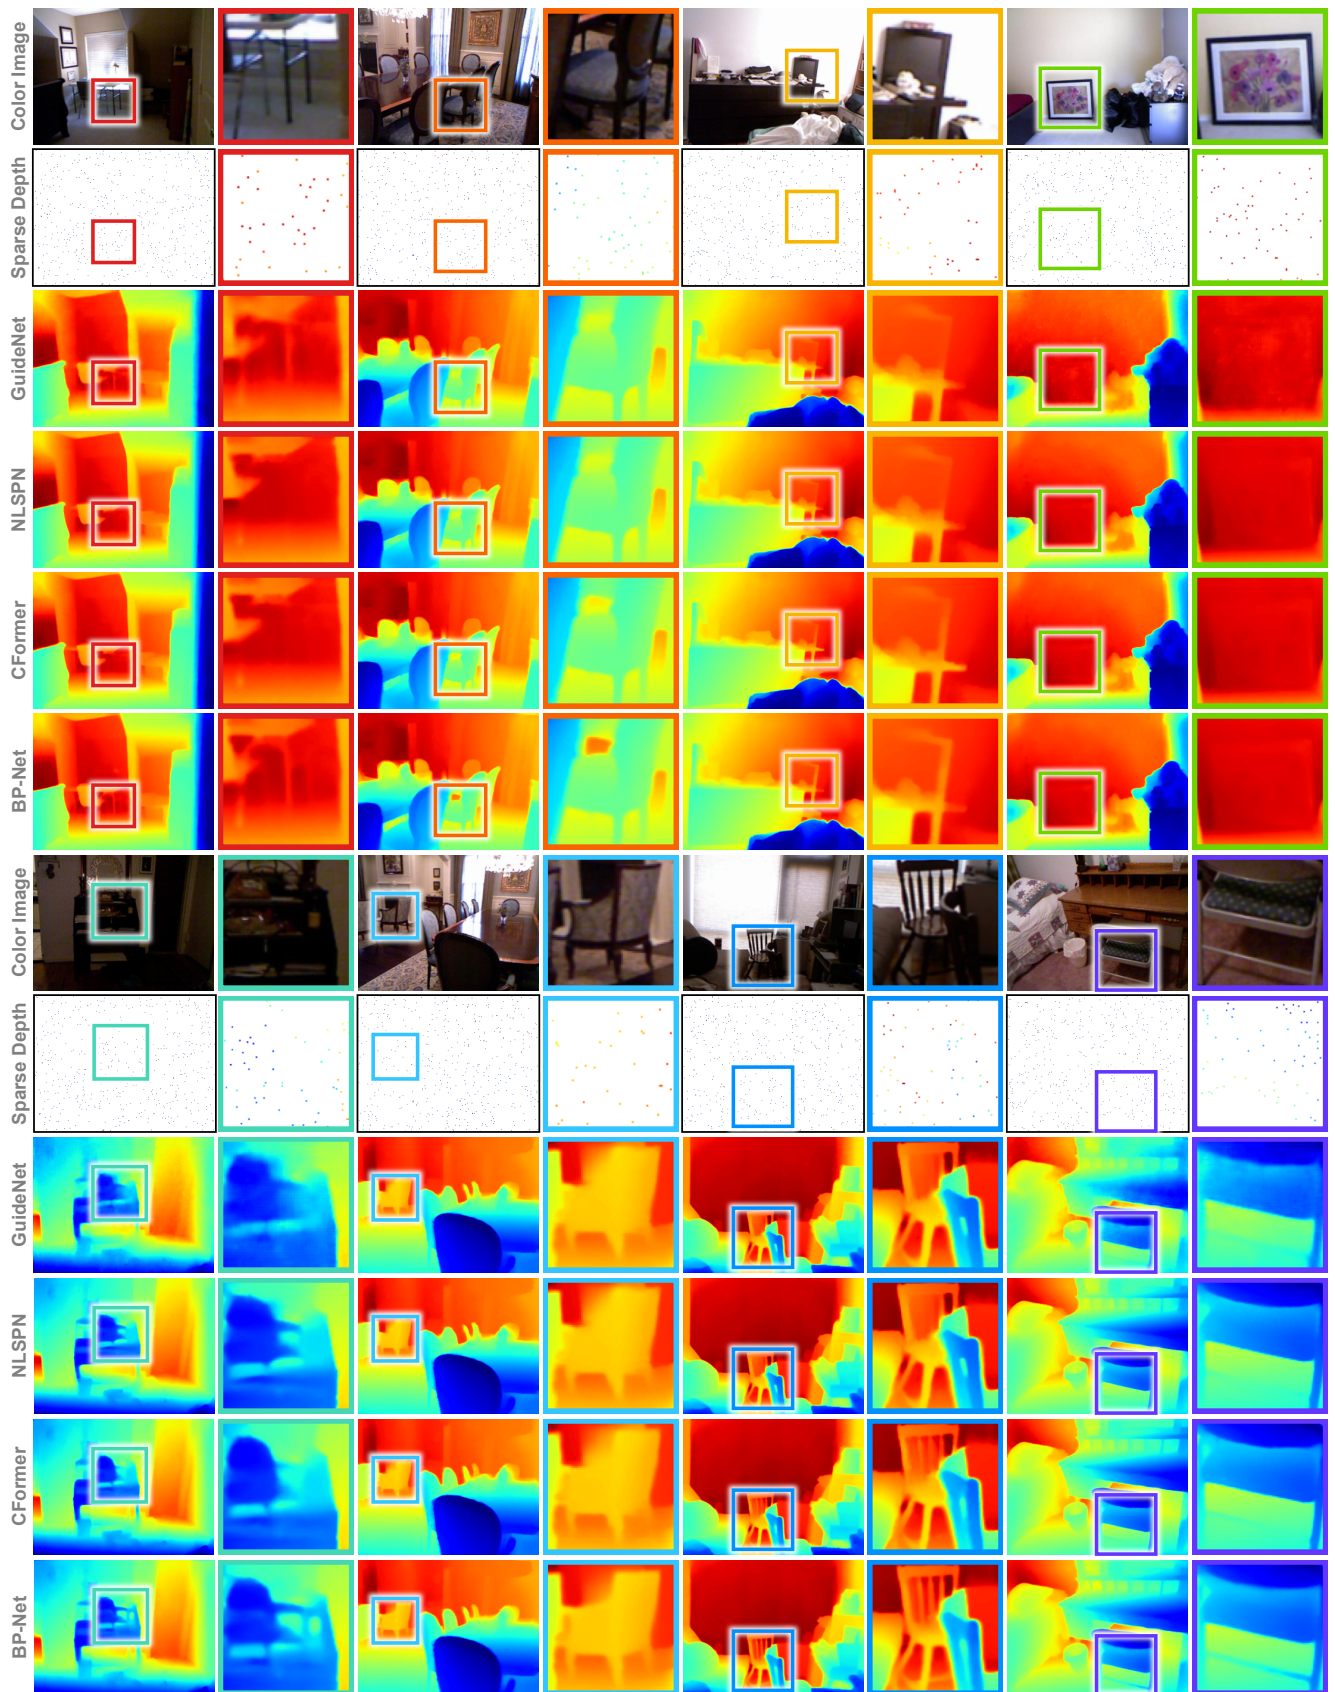 Color Image
Sparse Depth
GuideNet
NLSPN
CFormer
BP-Net
Color Image
Sparse Depth
GuideNet
NLSPN
CFormer
BP-Net